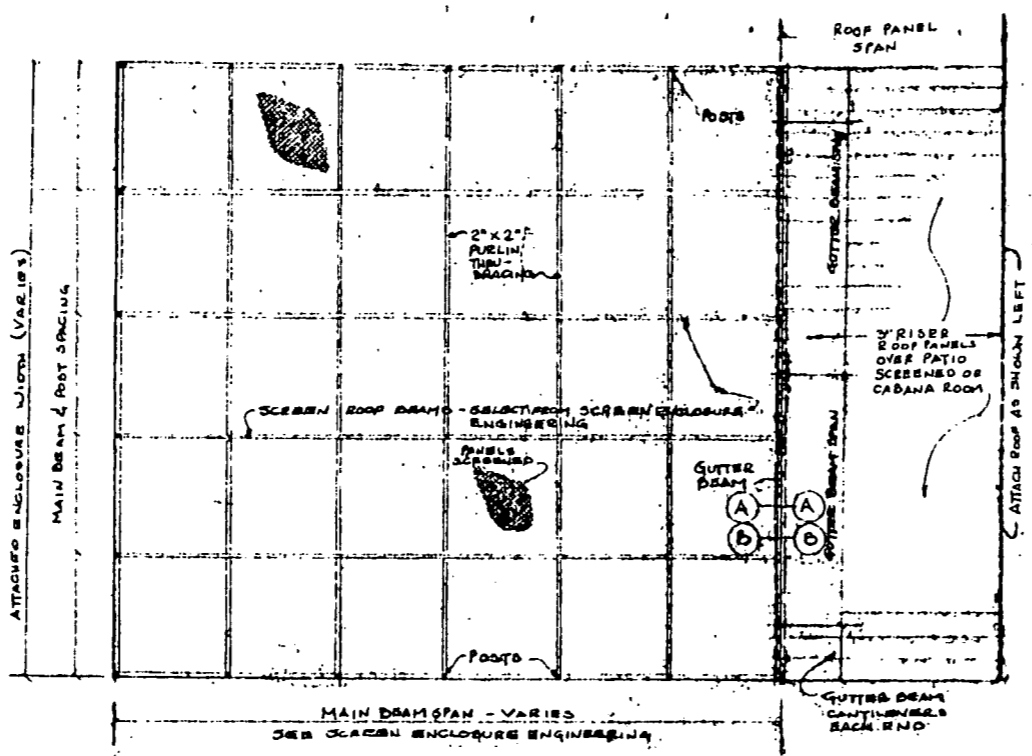 ROOF PANEL
SPAN
POSTS
GUTTER BEAM SPAN
2" x 2"
PURLIN
THRU-
BRACING
ATTACHED ENCLOSURE WIDTH (VARIES)
MAIN BEAM & POST SPACING
RISER
ROOF PANELS
OVER PATIO
SCREENED OR
CABANA ROOM
ATTACH ROOF AS SHOWN LEFT
SCREEN ROOF BEAMS - SELECT FROM SCREEN ENCLOSURE
ENGINEERING
PANELS
SCREENED
GUTTER
BEAM
GUTTER BEAM SPAN
A A
B B
POSTS
GUTTER BEAM
CANTILEVERS
EACH END
MAIN BEAM SPAN - VARIES
SEE SCREEN ENCLOSURE ENGINEERING